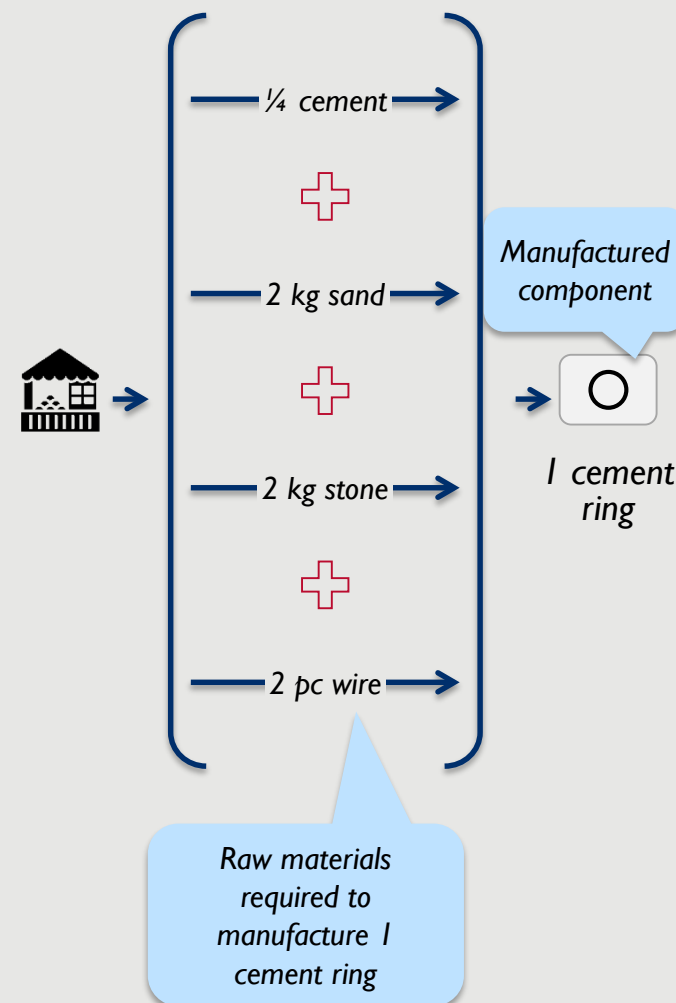 ¼ cement
2 kg sand
Manufactured
component
2 kg stone
1 cement
ring
2 pc wire
Raw materials
required to
manufacture 1
cement ring